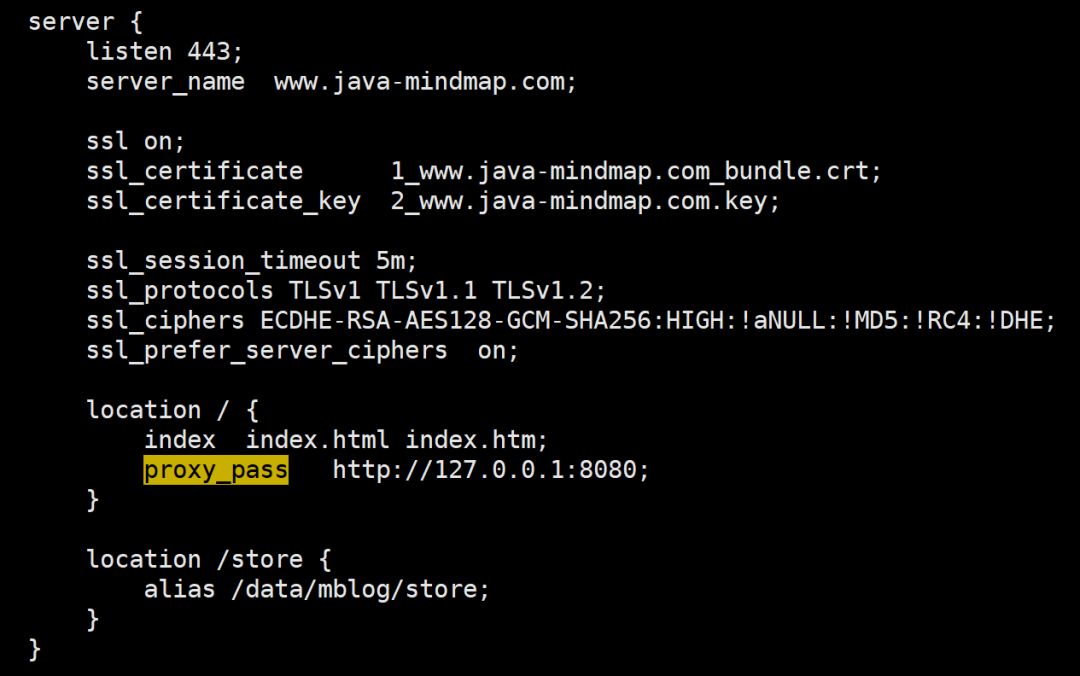 server {
    listen 443;
    server_name  www.java-mindmap.com;

    ssl on;
    ssl_certificate      1_www.java-mindmap.com_bundle.crt;
    ssl_certificate_key  2_www.java-mindmap.com.key;

    ssl_session_timeout 5m;
    ssl_protocols TLSv1 TLSv1.1 TLSv1.2;
    ssl_ciphers ECDHE-RSA-AES128-GCM-SHA256:HIGH:!aNULL:!MD5:!RC4:!DHE;
    ssl_prefer_server_ciphers  on;

    location / {
        index  index.html index.htm;
        proxy_pass   http://127.0.0.1:8080;
    }

    location /store {
        alias /data/mblog/store;
    }
}